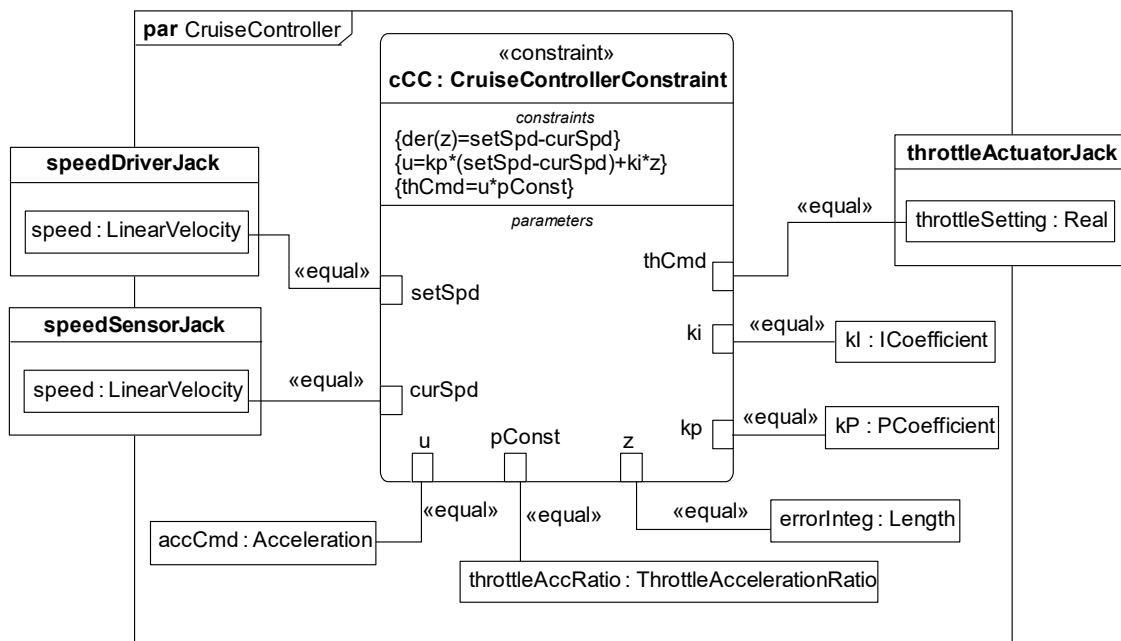 par CruiseController
«constraint»
cCC : CruiseControllerConstraint
constraints
{der(z)=setSpd-curSpd}
{u=kp*(setSpd-curSpd)+ki*z}
{thCmd=u*pConst}
parameters
speedDriverJack
speed : LinearVelocity
«equal»
setSpd
speedSensorJack
speed : LinearVelocity
«equal»
curSpd
throttleActuatorJack
throttleSetting : Real
«equal»
thCmd
ki
«equal»
kI : ICoefficient
kp
«equal»
kP : PCoefficient
u
pConst
z
«equal»
«equal»
«equal»
accCmd : Acceleration
throttleAccRatio : ThrottleAccelerationRatio
errorInteg : Length